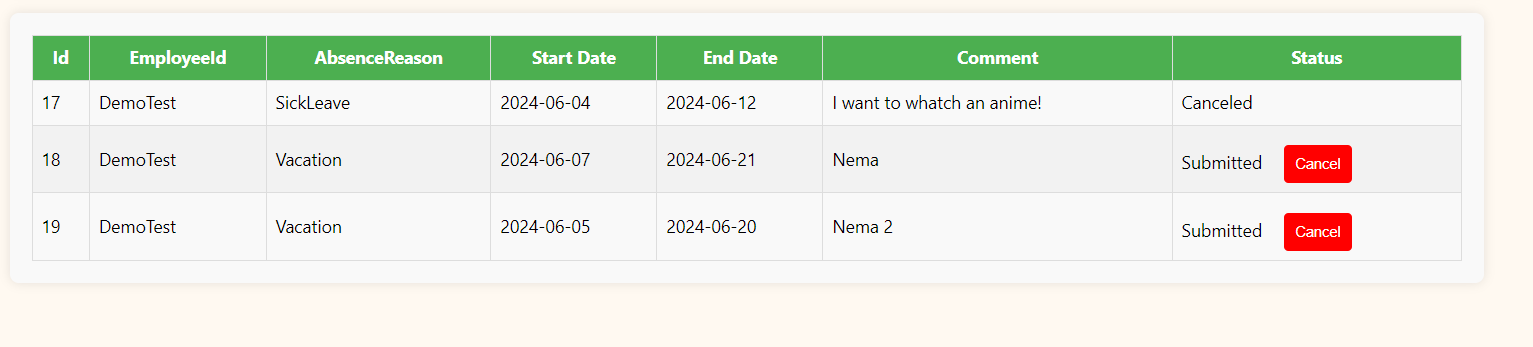 Id EmployeeId AbsenceReason Start Date End Date Comment Status
17 DemoTest SickLeave 2024-06-04 2024-06-12 I want to whatch an anime! Canceled
18 DemoTest Vacation 2024-06-07 2024-06-21 Nema Submitted Cancel
19 DemoTest Vacation 2024-06-05 2024-06-20 Nema 2 Submitted Cancel